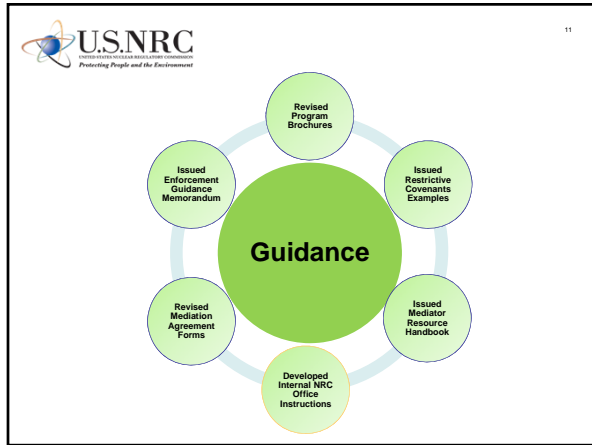 U.S.NRC
UNITED STATES NUCLEAR REGULATORY COMMISSION
Protecting People and the Environment
11
Revised
Program
Brochures
Issued
Restrictive
Covenants
Examples
Issued
Mediator
Resource
Handbook
Developed
Internal NRC
Office
Instructions
Revised
Mediation
Agreement
Forms
Issued
Enforcement
Guidance
Memorandum
Guidance